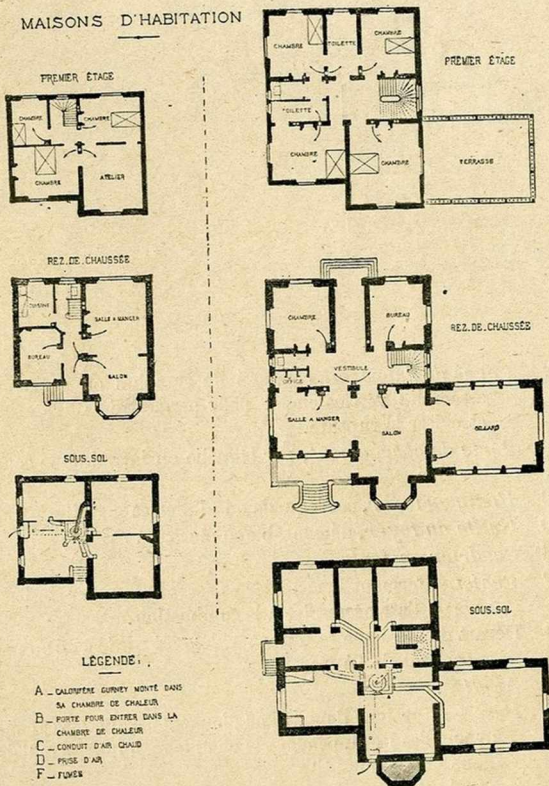 MAISONS D'HABITATION
PREMIER ÉTAGE
CHAMBRE
CHAMBRE
CHAMBRE
ATELIER
REZ.DE.CHAUSSÉE
CUISINE
SALLE A MANGER
BUREAU
SALON
SOUS.SOL
LÉGENDE:
A _ CALORIFÈRE GURNEY MONTÉ DANS
SA CHAMBRE DE CHALEUR
B _ PORTE POUR ENTRER DANS LA
CHAMBRE DE CHALEUR
C _ CONDUIT D'AIR CHAUD
D _ PRISE D'AIR
F _ FUMÉE
PREMIER ÉTAGE
CHAMBRE
TOILETTE
CHAMBRE
TOILETTE
CHAMBRE
CHAMBRE
TERRASSE
REZ.DE.CHAUSSÉE
CHAMBRE
BUREAU
VESTIBULE
OFFICE
SALLE A MANGER
SALON
BILLARD
SOUS.SOL